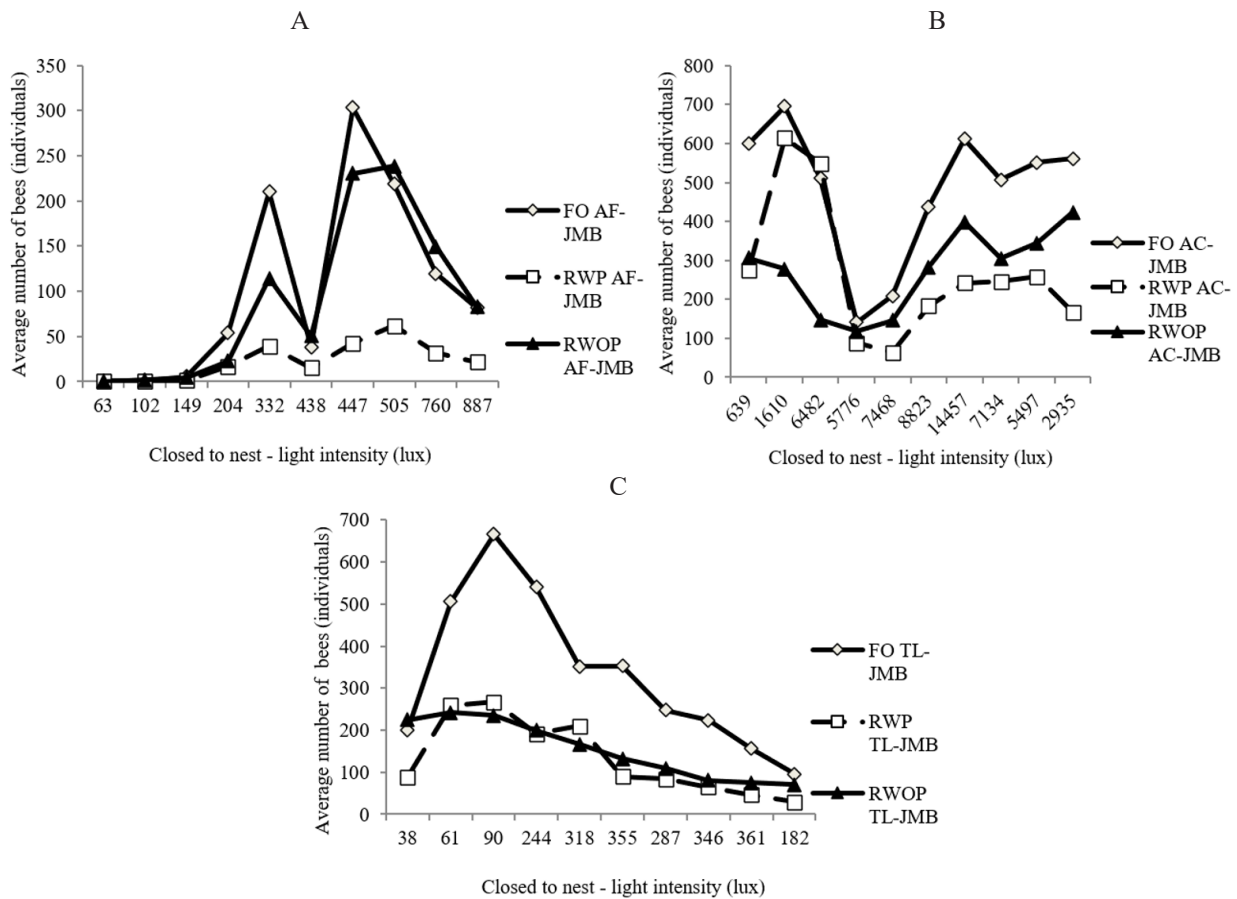 A
Average number of bees (individuals)
350
300
250
200
150
100
50
0
63 102 149 204 332 438 447 505 760 887
Closed to nest - light intensity (lux)
FO AF-
JMB
RWP AF-
JMB
RWOP
AF-JMB
B
Average number of bees (individuals)
800
700
600
500
400
300
200
100
0
639 1610 6482 5776 7468 8823 14457 7134 5497 2935
Closed to nest - light intensity (lux)
FO AC-
JMB
RWP AC-
JMB
RWOP
AC-JMB
C
Average number of bees (individuals)
700
600
500
400
300
200
100
0
38 61 90 244 318 355 287 346 361 182
Closed to nest - light intensity (lux)
FO TL-
JMB
RWP
TL-JMB
RWOP
TL-JMB